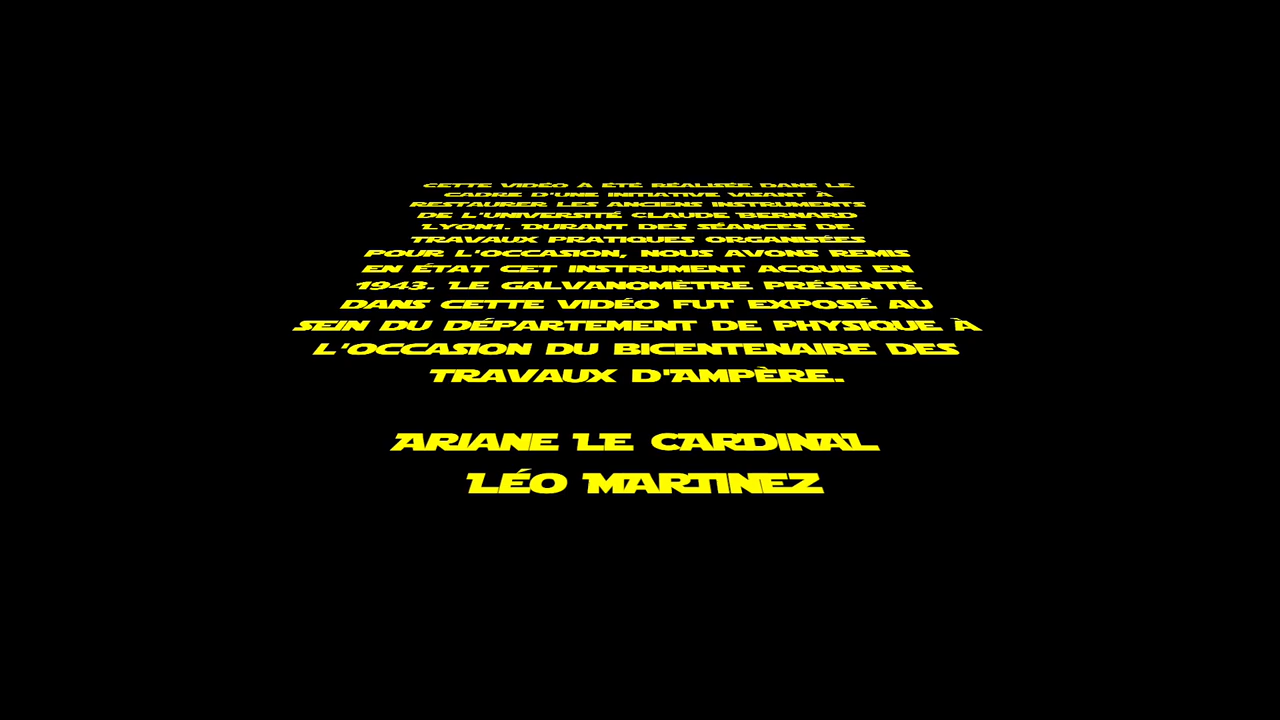 CETTE VIDÉO À ÉTÉ RÉALISÉE DANS LE
CADRE D'UNE INITIATIVE VISANT À
RESTAURER LES ANCIENS INSTRUMENTS
DE L'UNIVERSITÉ CLAUDE BERNARD
LYON1. DURANT DES SÉANCES DE
TRAVAUX PRATIQUES ORGANISÉES
POUR L'OCCASION, NOUS AVONS REMIS
EN ÉTAT CET INSTRUMENT ACQUIS EN
1943. LE GALVANOMÈTRE PRÉSENTÉ
DANS CETTE VIDÉO FUT EXPOSÉ AU
SEIN DU DÉPARTEMENT DE PHYSIQUE À
L'OCCASION DU BICENTENAIRE DES
TRAVAUX D'AMPÈRE.
ARIANE LE CARDINAL
LÉO MARTINEZ